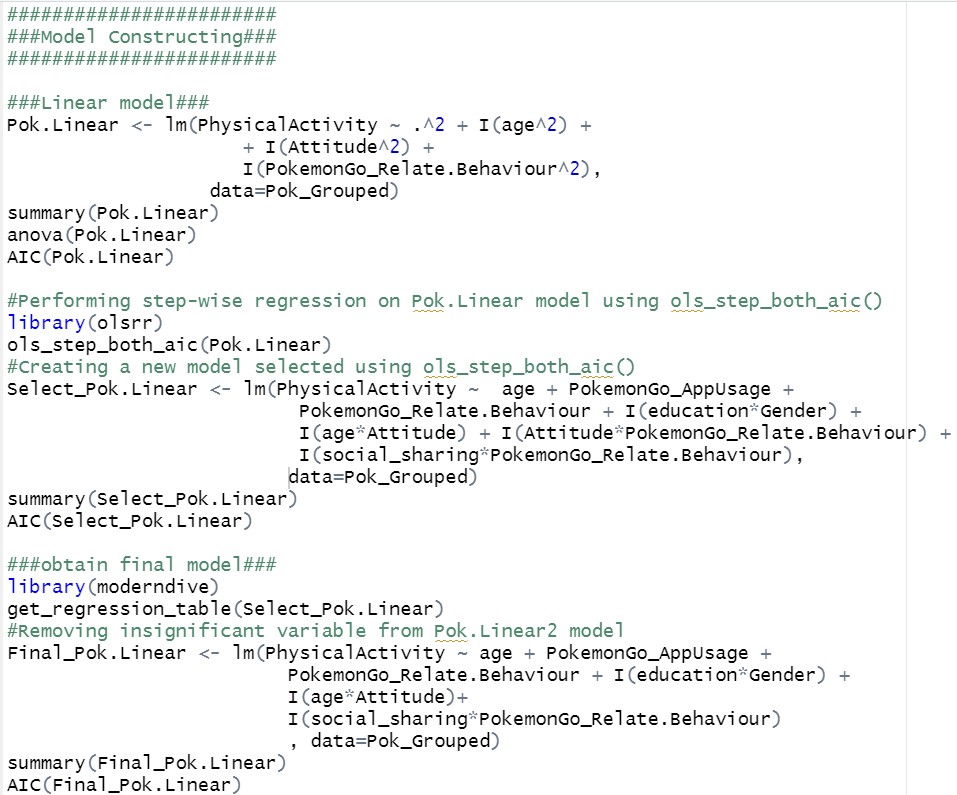 ########################
###Model Constructing###
########################
###Linear model###
Pok.Linear <- lm(PhysicalActivity ~ .^2 + I(age^2) +
+ I(Attitude^2) +
I(PokemonGo_Relate.Behaviour^2),
data=Pok_Grouped)
summary(Pok.Linear)
anova(Pok.Linear)
AIC(Pok.Linear)
#Performing step-wise regression on Pok.Linear model using ols_step_both_aic()
library(olsrr)
ols_step_both_aic(Pok.Linear)
#Creating a new model selected using ols_step_both_aic()
Select_Pok.Linear <- lm(PhysicalActivity ~  age + PokemonGo_AppUsage +
PokemonGo_Relate.Behaviour + I(education*Gender) +
I(age*Attitude) + I(Attitude*PokemonGo_Relate.Behaviour) +
I(social_sharing*PokemonGo_Relate.Behaviour),
data=Pok_Grouped)
summary(Select_Pok.Linear)
AIC(Select_Pok.Linear)
###obtain final model###
library(moderndive)
get_regression_table(Select_Pok.Linear)
#Removing insignificant variable from Pok.Linear2 model
Final_Pok.Linear <- lm(PhysicalActivity ~ age + PokemonGo_AppUsage +
PokemonGo_Relate.Behaviour + I(education*Gender) +
I(age*Attitude)+
I(social_sharing*PokemonGo_Relate.Behaviour)
, data=Pok_Grouped)
summary(Final_Pok.Linear)
AIC(Final_Pok.Linear)